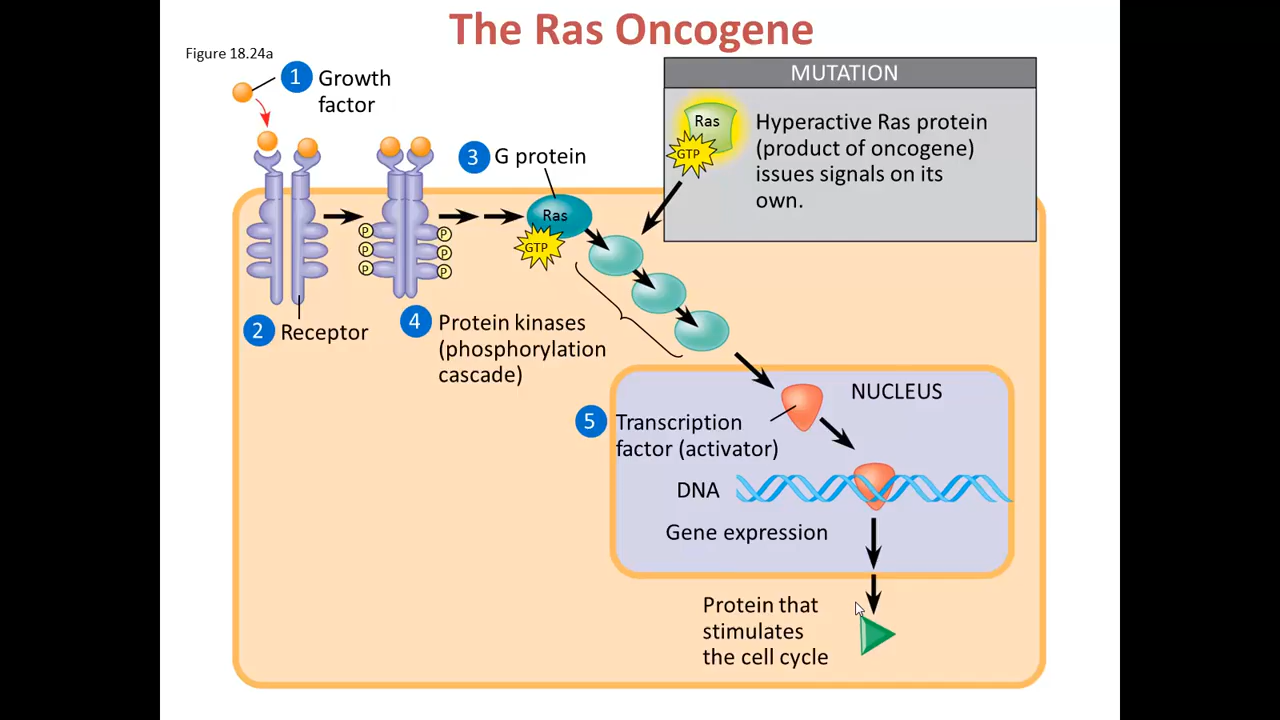 The Ras Oncogene
Figure 18.24a
1 Growth
factor
MUTATION
Ras
GTP
Hyperactive Ras protein
(product of oncogene)
issues signals on its
own.
3 G protein
Ras
GTP
P
P
P
P
P
P
2 Receptor
4 Protein kinases
(phosphorylation
cascade)
NUCLEUS
5 Transcription
factor (activator)
DNA
Gene expression
Protein that
stimulates
the cell cycle